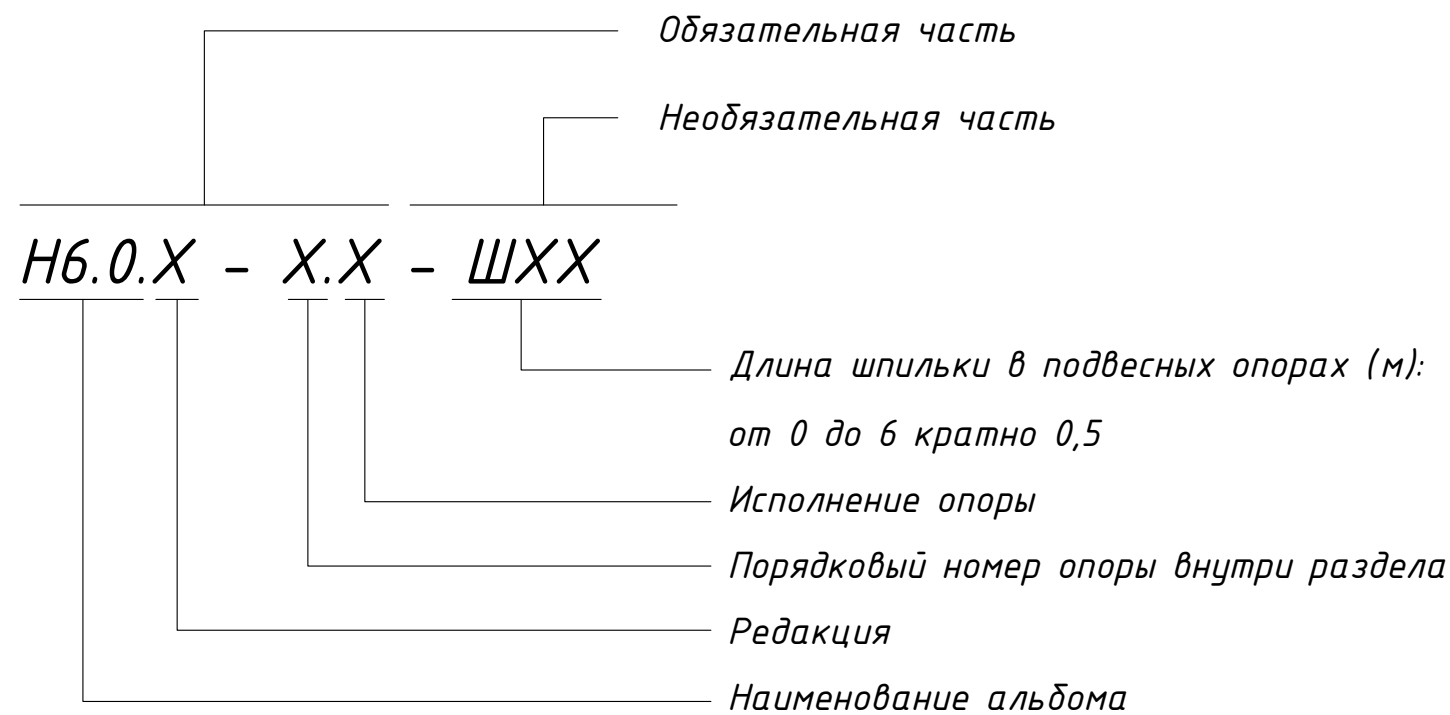 Обязательная часть
Необязательная часть
Н6.0.Х - Х.Х - ШХХ
Длина шпильки в подвесных опорах (м):
от 0 до 6 кратно 0,5
Исполнение опоры
Порядковый номер опоры внутри раздела
Редакция
Наименование альбома